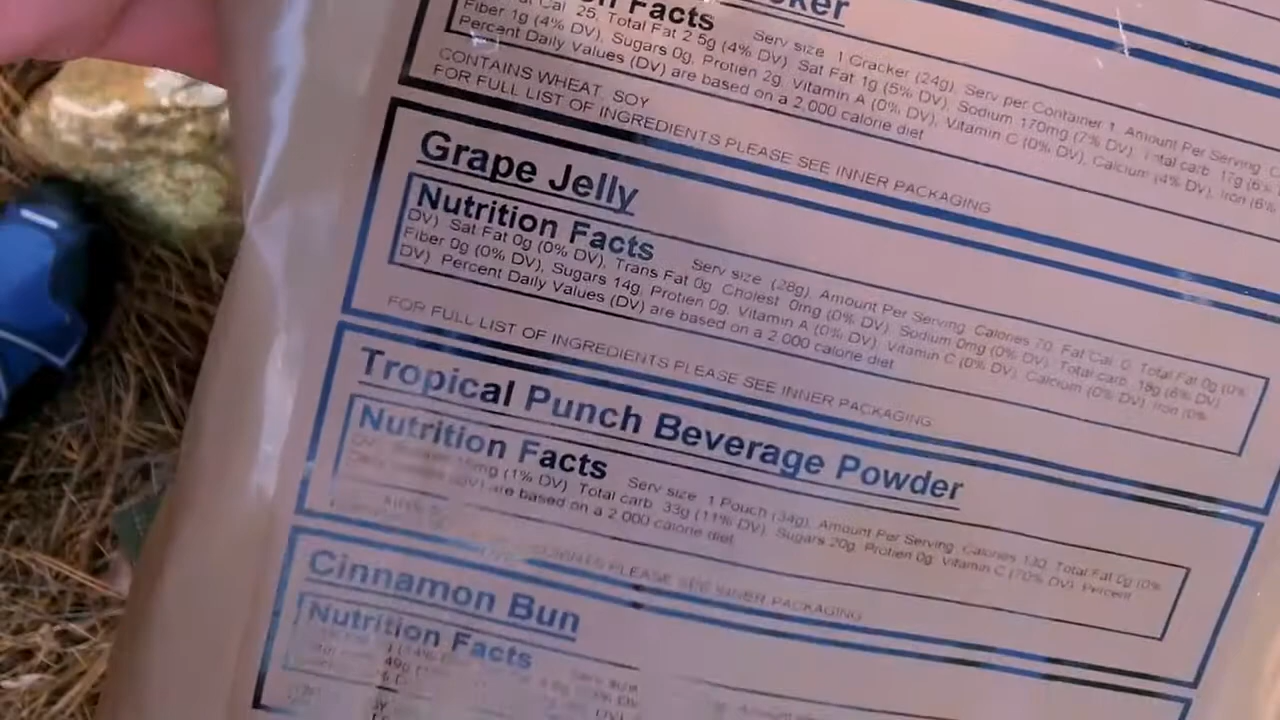 cker
n Facts Serv size 1 Cracker (24g), Serv per Container 1, Amount Per Serving
Cal 25, Total Fat 2 5g (4% DV) Sat Fat 1g (5% DV), Sodium 170mg (7% DV) carb 17g (6%
Fiber 1g (4% DV), Sugars 0g, Protien 2g, Vitamin A (0% DV), Vitamin C (0% DV), Calcium (4% DV), Iron (6%
Percent Daily Values (DV) are based on a 2,000 calorie diet
CONTAINS WHEAT, SOY
FOR FULL LIST OF INGREDIENTS PLEASE SEE INNER PACKAGING
Grape Jelly
Nutrition Facts Serv size (28g), Amount Per Serving Calories 70, Fat Cal 0, Total Fat 0g (0%
DV) Sat Fat 0g (0% DV), Trans Fat 0g, Cholest 0mg (0% DV) Sodium 0mg (0% DV) Total carb 18g (6% DV)
Fiber 0g (0% DV), Sugars 14g, Protien 0g, Vitamin A (0% DV), Vitamin C (0% DV), Calcium (0% DV) Iron (0%
DV) Percent Daily Values (DV) are based on a 2 000 calorie diet
FOR FULL LIST OF INGREDIENTS PLEASE SEE INNER PACKAGING
Tropical Punch Beverage Powder
Nutrition Facts Serv size 1 Pouch (34g), Amount Per Serving Calories 130, Total Fat 0g (0%
(1% DV) Total carb 33g (11% DV) Sugars 20g, Protien 0g, Vitamin C (70% DV) Percent
are based on a 2 000 calorie diet
PLEASE SEE INNER PACKAGING
Cinnamon Bun
Nutrition Facts Serv size
49g